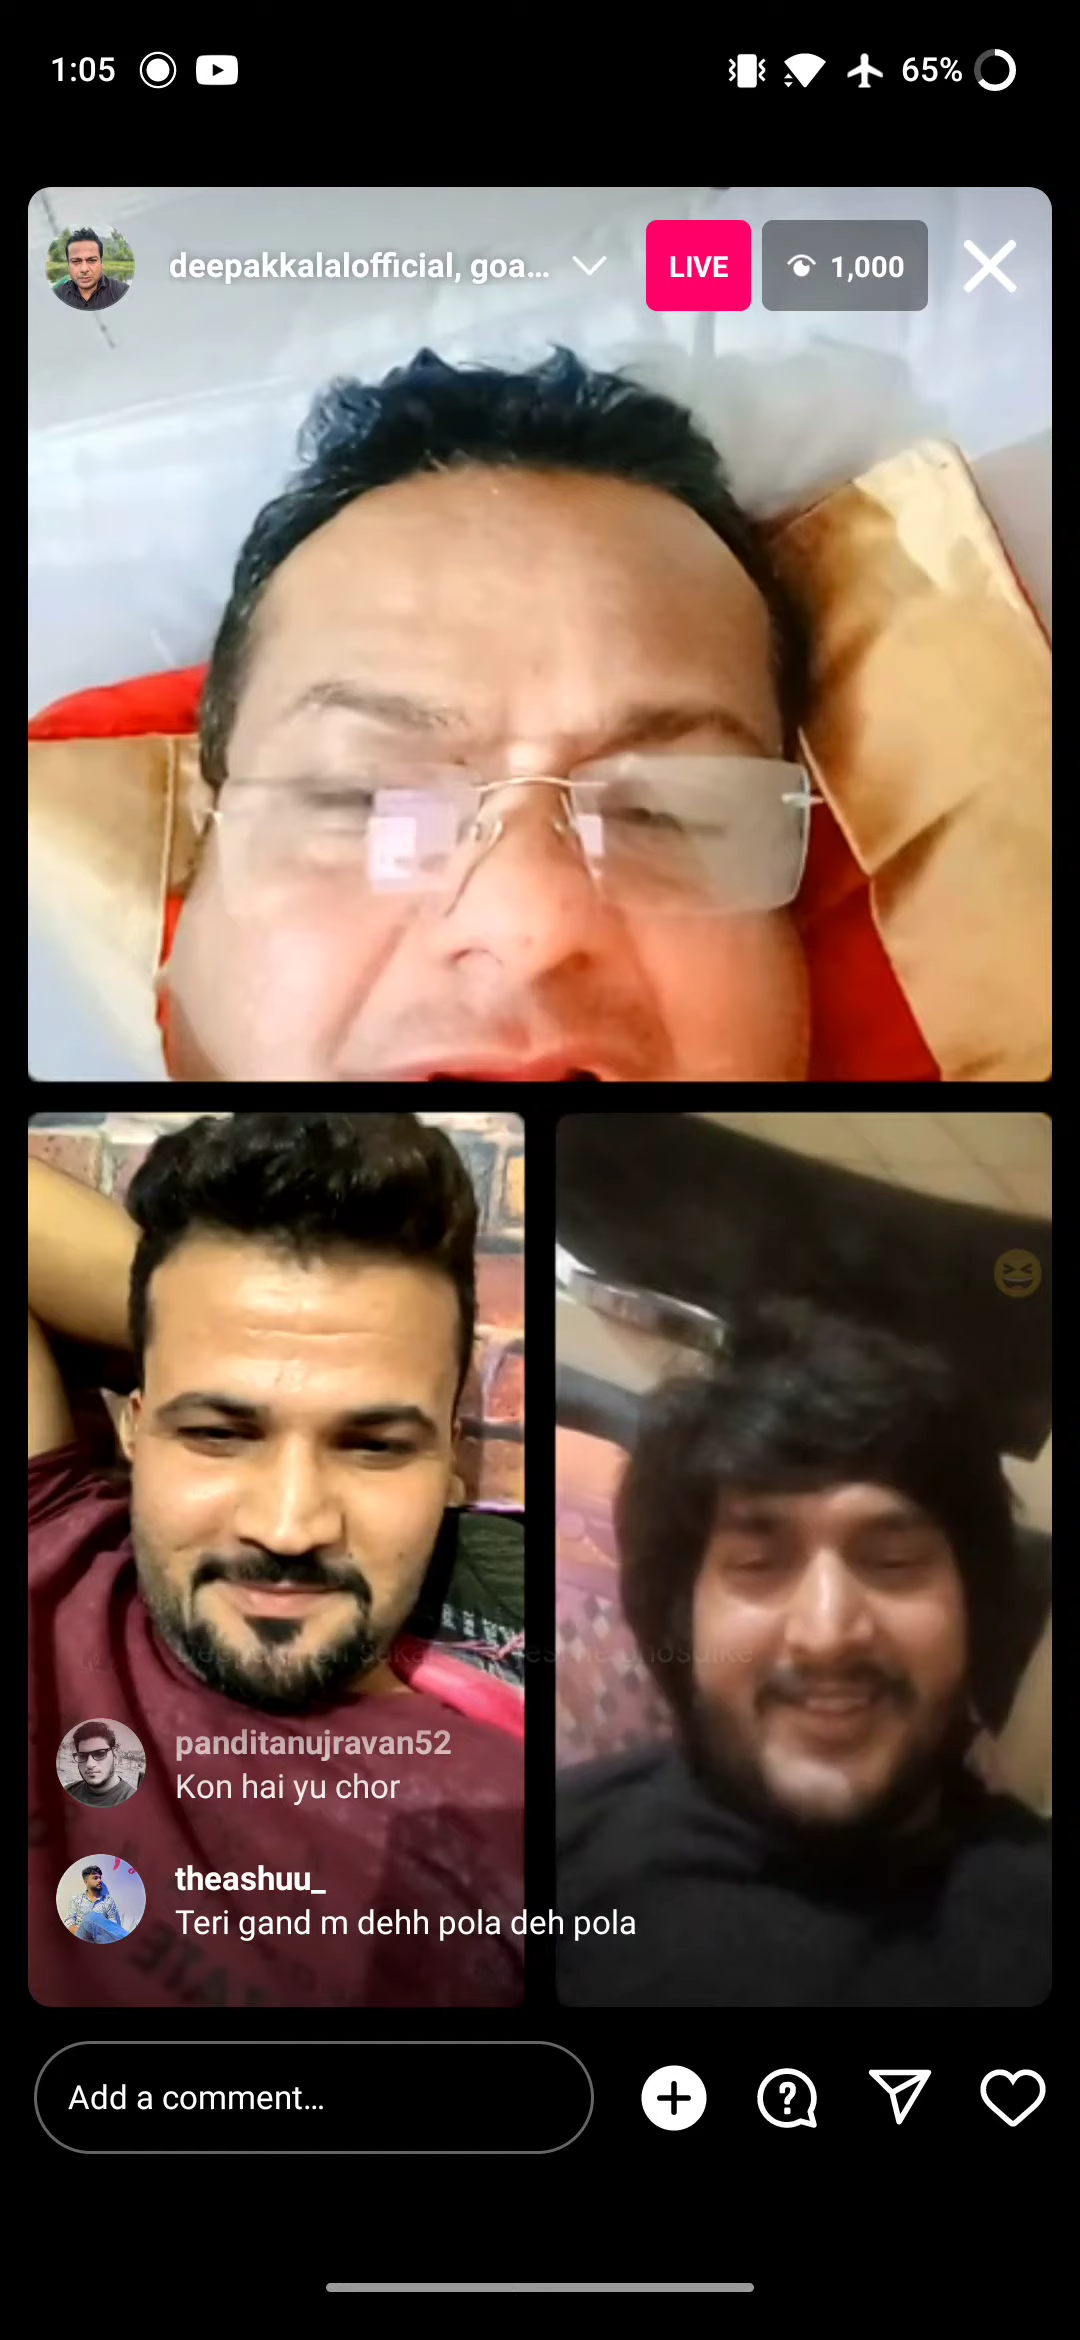 1:05
65%
deepakkalalofficial, goa...
LIVE
1,000
panditanujravan52
Kon hai yu chor
theashuu_
Teri gand m dehh pola deh pola
Add a comment...